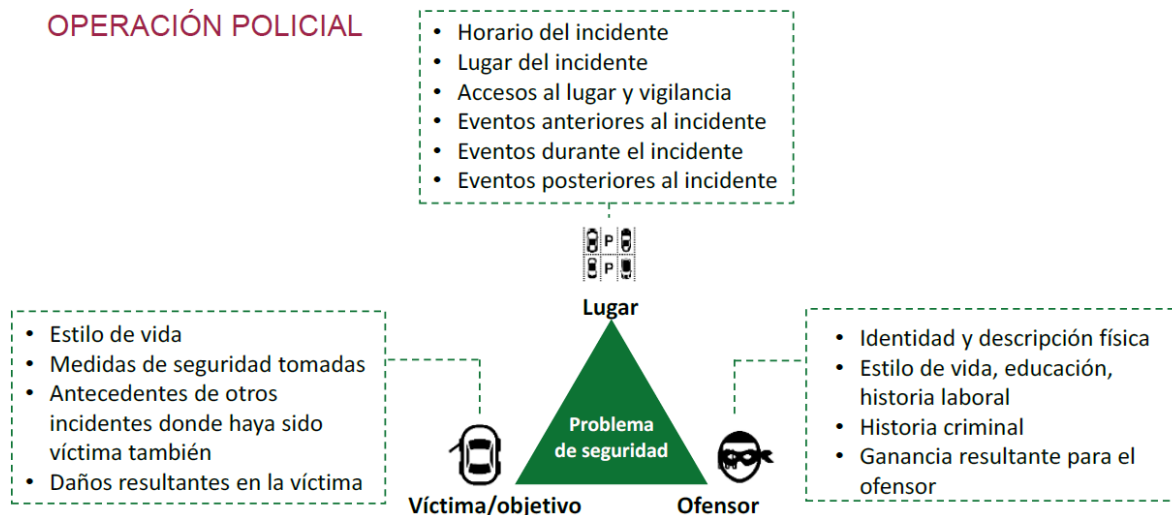 OPERACIÓN POLICIAL
• Horario del incidente
• Lugar del incidente
• Accesos al lugar y vigilancia
• Eventos anteriores al incidente
• Eventos durante el incidente
• Eventos posteriores al incidente
P
P
Lugar
• Estilo de vida
• Medidas de seguridad tomadas
• Antecedentes de otros
incidentes donde haya sido
víctima también
• Daños resultantes en la víctima
• Identidad y descripción física
• Estilo de vida, educación,
historia laboral
• Historia criminal
• Ganancia resultante para el
ofensor
Problema
de seguridad
Víctima/objetivo
Ofensor